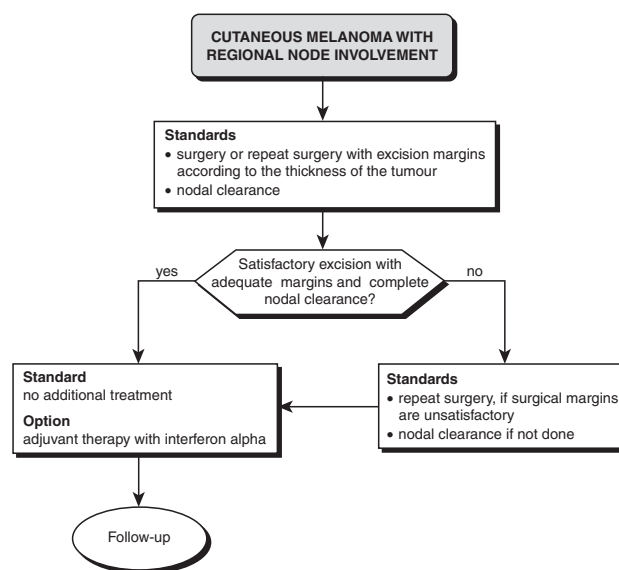 CUTANEOUS MELANOMA WITH
REGIONAL NODE INVOLVEMENT
Standards
• surgery or repeat surgery with excision margins
according to the thickness of the tumour
• nodal clearance
Satisfactory excision with
adequate margins and complete
nodal clearance?
yes
no
Standard
no additional treatment
Option
adjuvant therapy with interferon alpha
Standards
• repeat surgery, if surgical margins
are unsatisfactory
• nodal clearance if not done
Follow-up